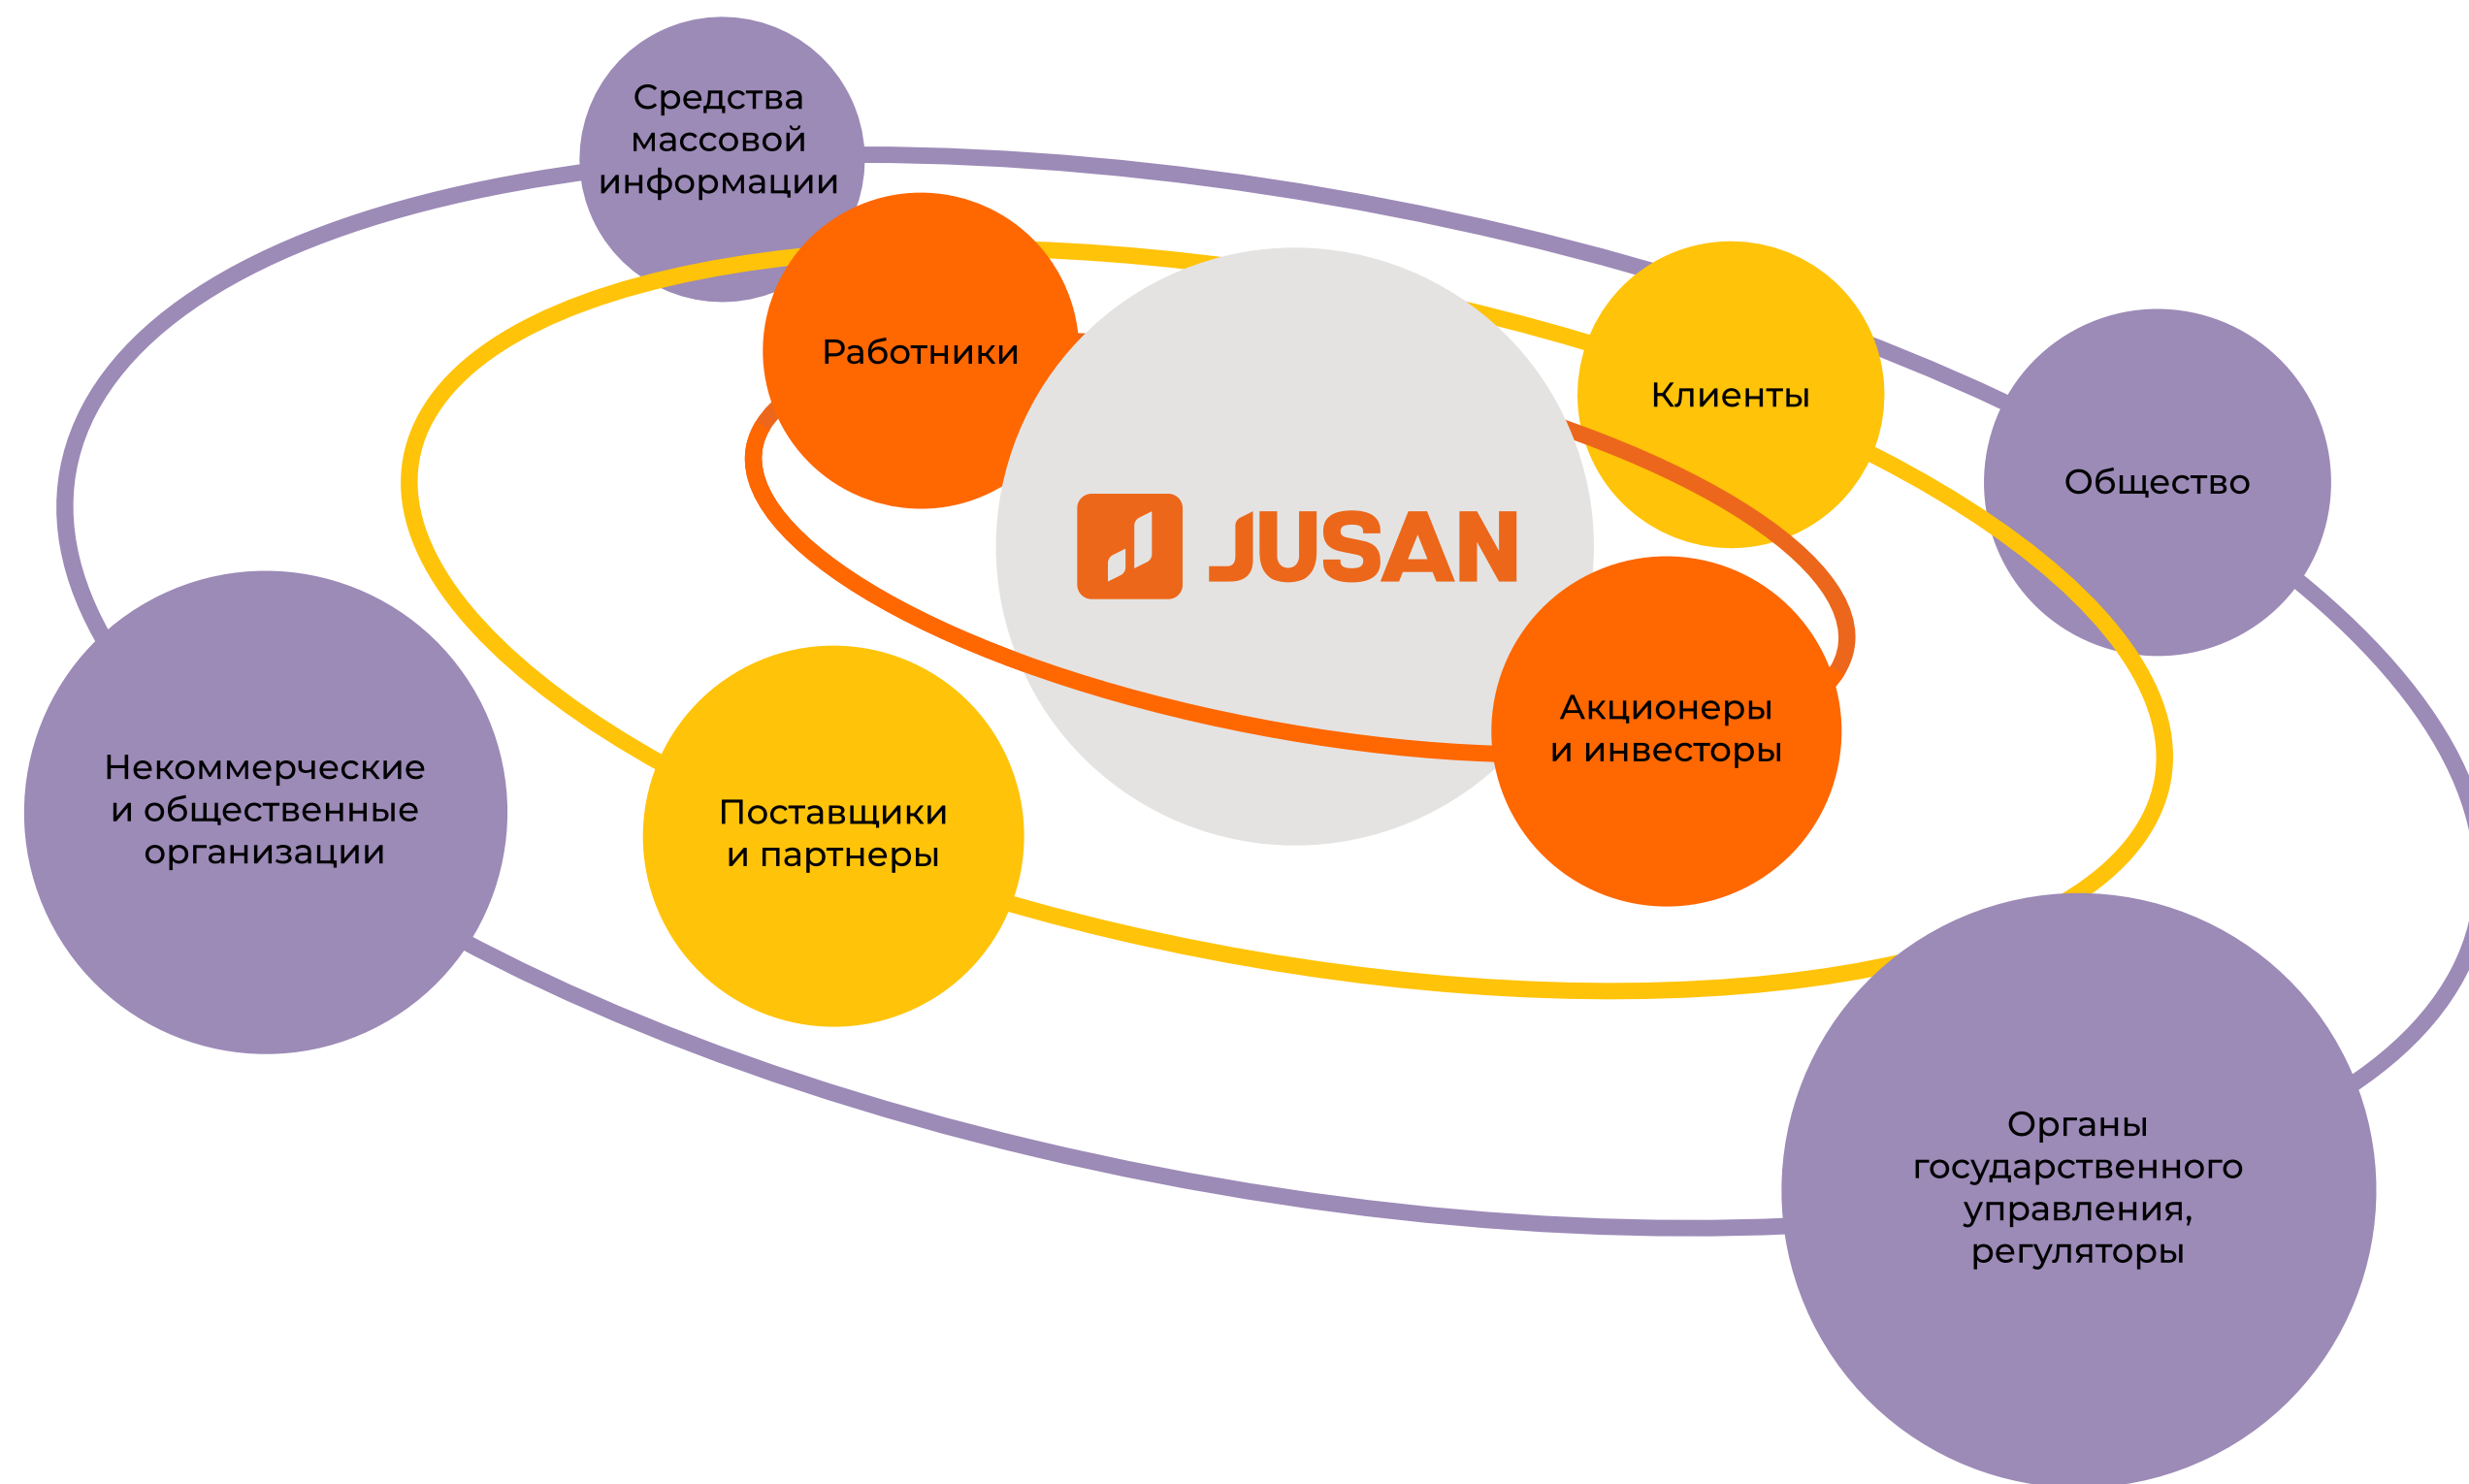 Средства
массовой
информации
Работники
Клиенты
Общество
JUSAN
Акционеры
и инвесторы
Некоммерческие
и общественные
организации
Поставщики
и партнеры
Органы
государственного
управления,
регуляторы